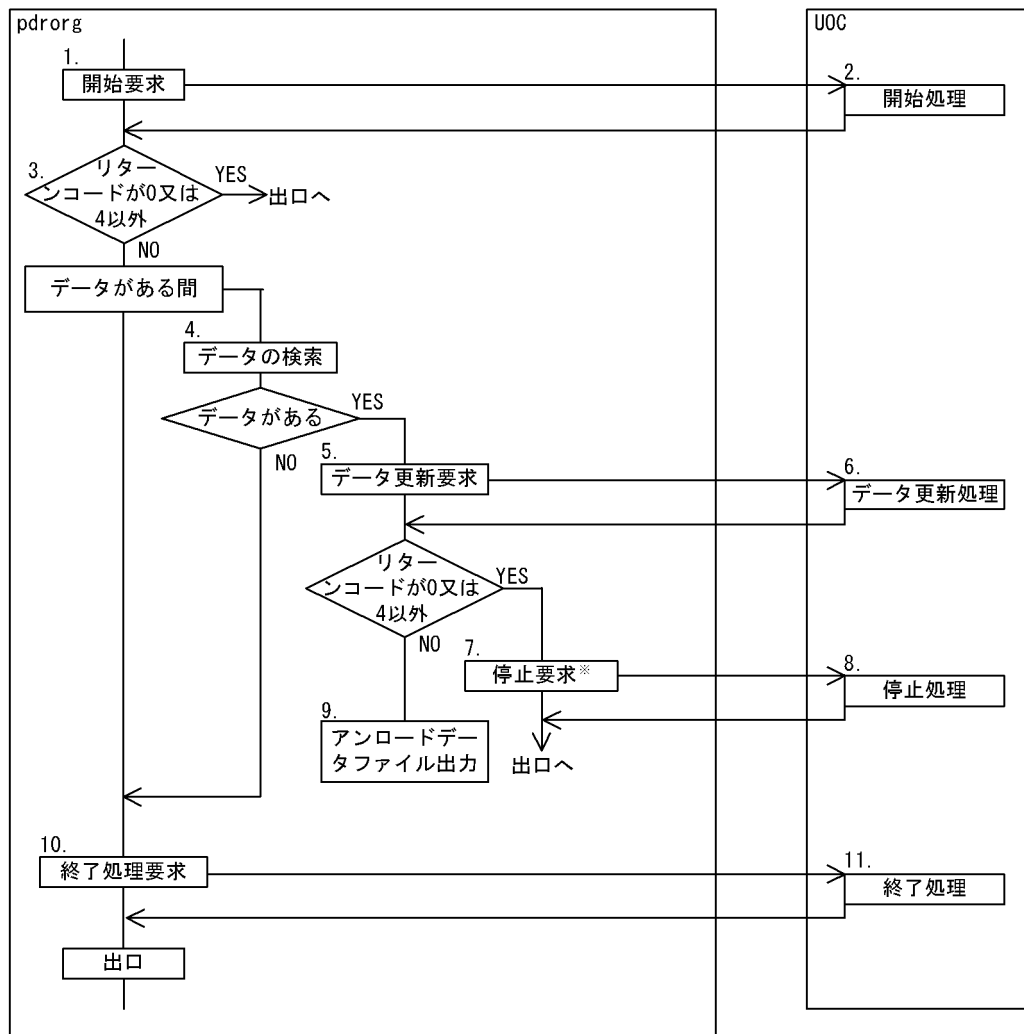 pdrorg
UOC
1.
開始要求
2.
開始処理
3.
リター
ンコードが0又は
4以外
YES
出口へ
NO
データがある間
4.
データの検索
データがある
YES
NO
5.
データ更新要求
6.
データ更新処理
リター
ンコードが0又は
4以外
YES
NO
7.
停止要求※
8.
停止処理
9.
アンロードデー
タファイル出力
出口へ
10.
終了処理要求
11.
終了処理
出口